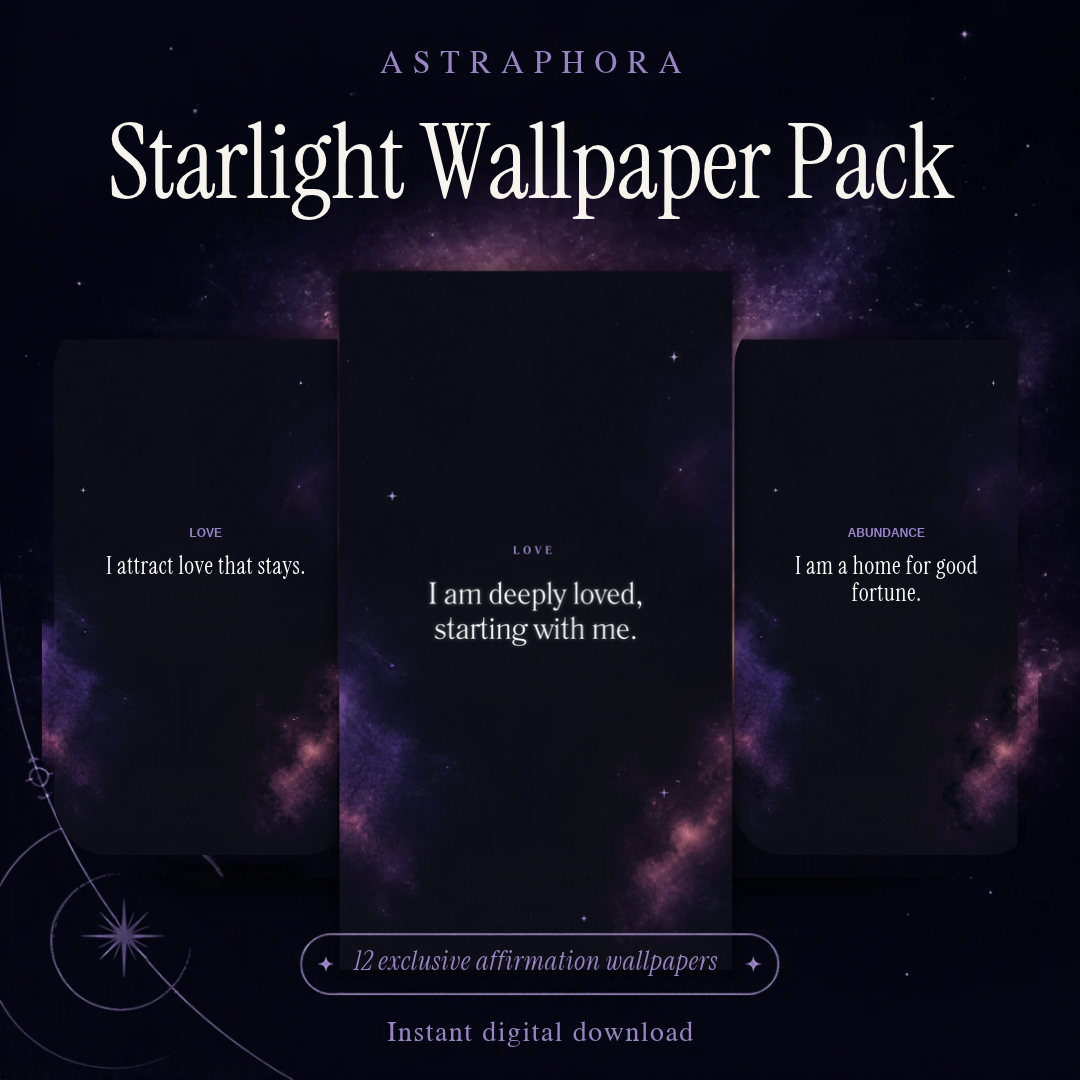 ASTRAPHORA
Starlight Wallpaper Pack
LOVE
I attract love that stays.
LOVE
I am deeply loved,
starting with me.
ABUNDANCE
I am a home for good
fortune.
12 exclusive affirmation wallpapers
Instant digital download